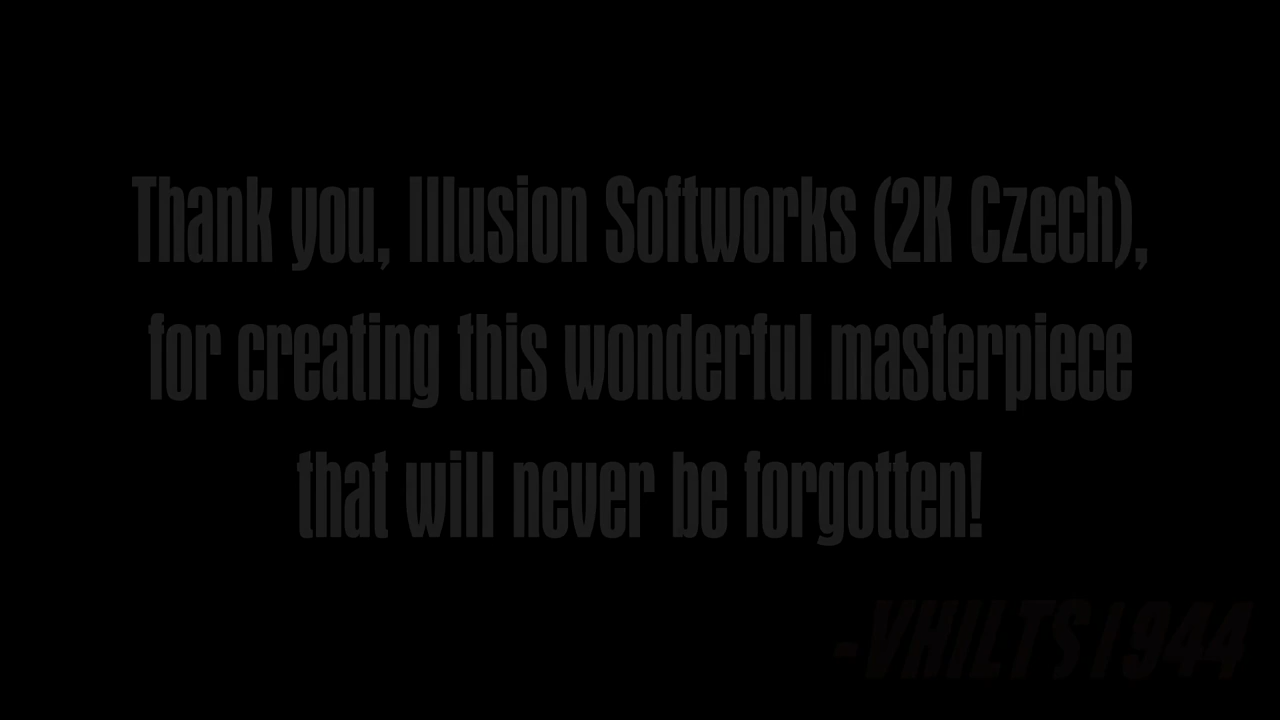 Thank you, Illusion Softworks (2K Czech),
for creating this wonderful masterpiece
that will never be forgotten!
-VHILTS1944